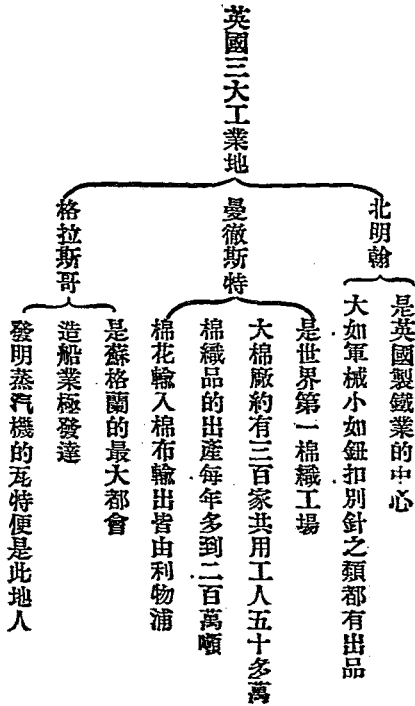 英國三大工業地
北明翰
是英國製鐵業的中心
大如軍械小如鈕扣別針之類都有出品
曼徹斯特
是世界第一棉織工場
大棉廠約有三百家共用工人五十多萬
棉織品的出產每年多到二百萬噸
棉花輸入棉布輸出皆由利物浦
格拉斯哥
是蘇格蘭的最大都會
造船業極發達
發明蒸汽機的瓦特便是此地人